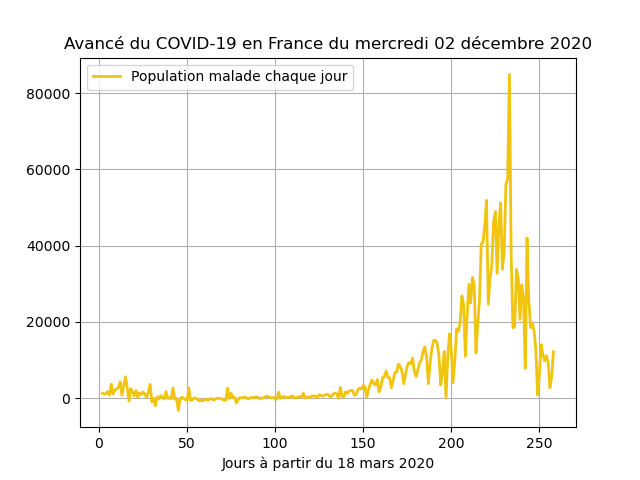 Avancé du COVID-19 en France du mercredi 02 décembre 2020
Population malade chaque jour
80000
60000
40000
20000
0
0 50 100 150 200 250
Jours à partir du 18 mars 2020